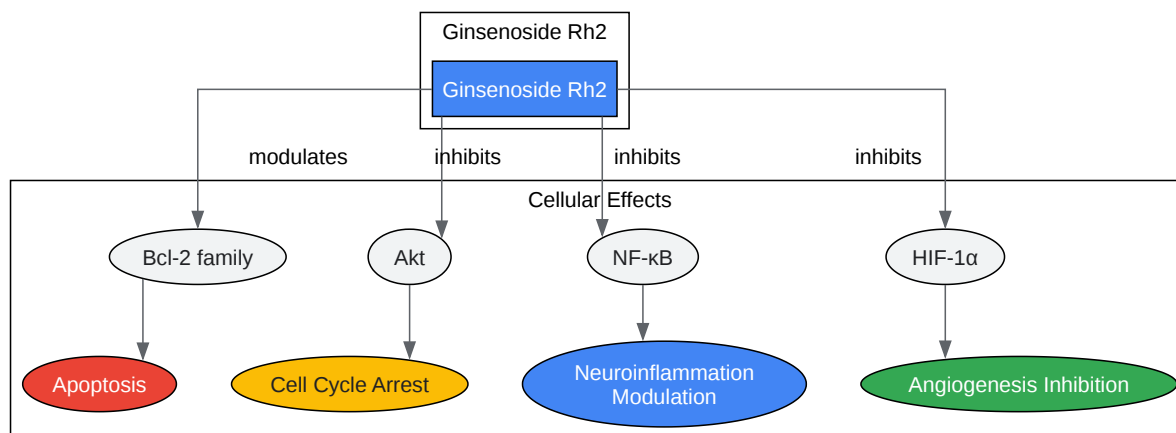 Ginsenoside Rh2
Ginsenoside Rh2
modulates
inhibits
inhibits
inhibits
Cellular Effects
Bcl-2 family
Akt
NF-κB
HIF-1α
Apoptosis
Cell Cycle Arrest
Neuroinflammation
Modulation
Angiogenesis Inhibition